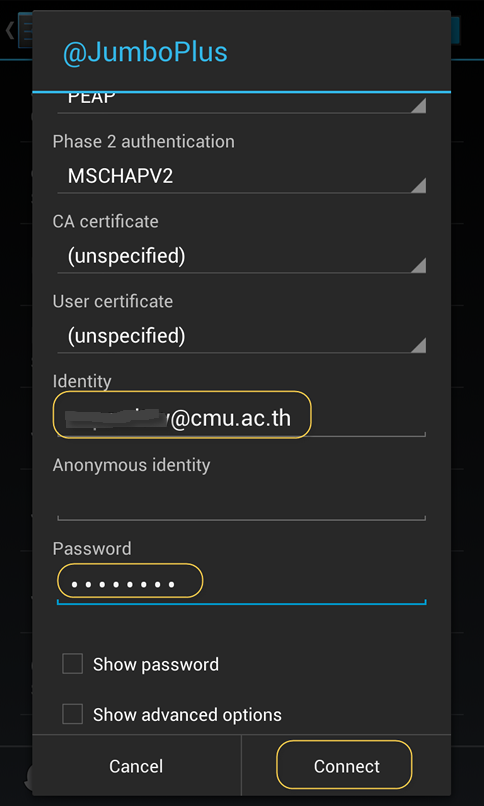 @JumboPlus
PEAP
Phase 2 authentication
MSCHAPV2
CA certificate
(unspecified)
User certificate
(unspecified)
Identity
@cmu.ac.th
Anonymous identity
Password
Show password
Show advanced options
Cancel
Connect